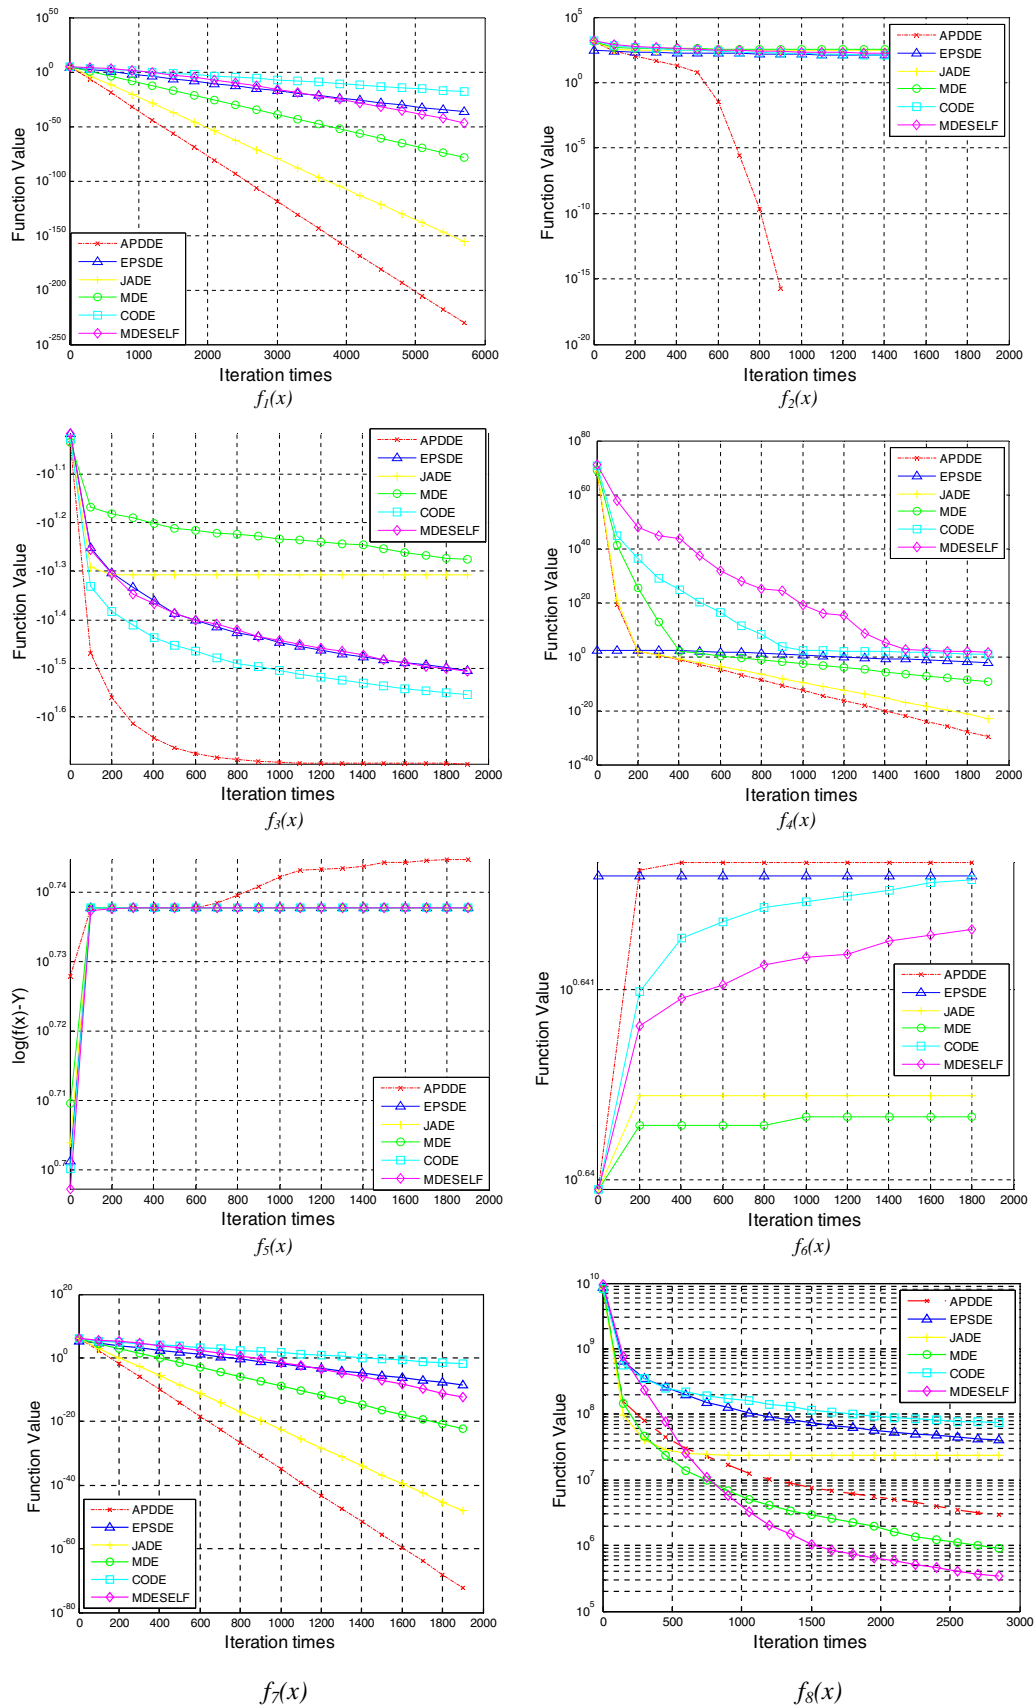 10^50
10^0
10^-50
10^-100
10^-150
10^-200
10^-250
Function Value
APDDE
EPSDE
JADE
MDE
CODE
MDESELF
0 1000 2000 3000 4000 5000 6000
Iteration times
f1(x)
10^5
10^0
10^-5
10^-10
10^-15
10^-20
Function Value
APDDE
EPSDE
JADE
MDE
CODE
MDESELF
0 200 400 600 800 1000 1200 1400 1600 1800 2000
Iteration times
f2(x)
-10^1.1
-10^1.2
-10^1.3
-10^1.4
-10^1.5
-10^1.6
Function Value
APDDE
EPSDE
JADE
MDE
CODE
MDESELF
0 200 400 600 800 1000 1200 1400 1600 1800 2000
Iteration times
f3(x)
10^80
10^60
10^40
10^20
10^0
10^-20
10^-40
Function Value
APDDE
EPSDE
JADE
MDE
CODE
MDESELF
0 200 400 600 800 1000 1200 1400 1600 1800 2000
Iteration times
f4(x)
10^0.74
10^0.73
10^0.72
10^0.71
10^0.7
log(f(x)-Y)
APDDE
EPSDE
JADE
MDE
CODE
MDESELF
0 200 400 600 800 1000 1200 1400 1600 1800 2000
Iteration times
f5(x)
10^0.641
10^0.64
Function Value
APDDE
EPSDE
JADE
MDE
CODE
MDESELF
0 200 400 600 800 1000 1200 1400 1600 1800 2000
Iteration times
f6(x)
10^20
10^0
10^-20
10^-40
10^-60
10^-80
Function Value
APDDE
EPSDE
JADE
MDE
CODE
MDESELF
0 200 400 600 800 1000 1200 1400 1600 1800 2000
Iteration times
f7(x)
10^10
10^9
10^8
10^7
10^6
10^5
Function Value
APDDE
EPSDE
JADE
MDE
CODE
MDESELF
0 500 1000 1500 2000 2500 3000
Iteration times
f8(x)